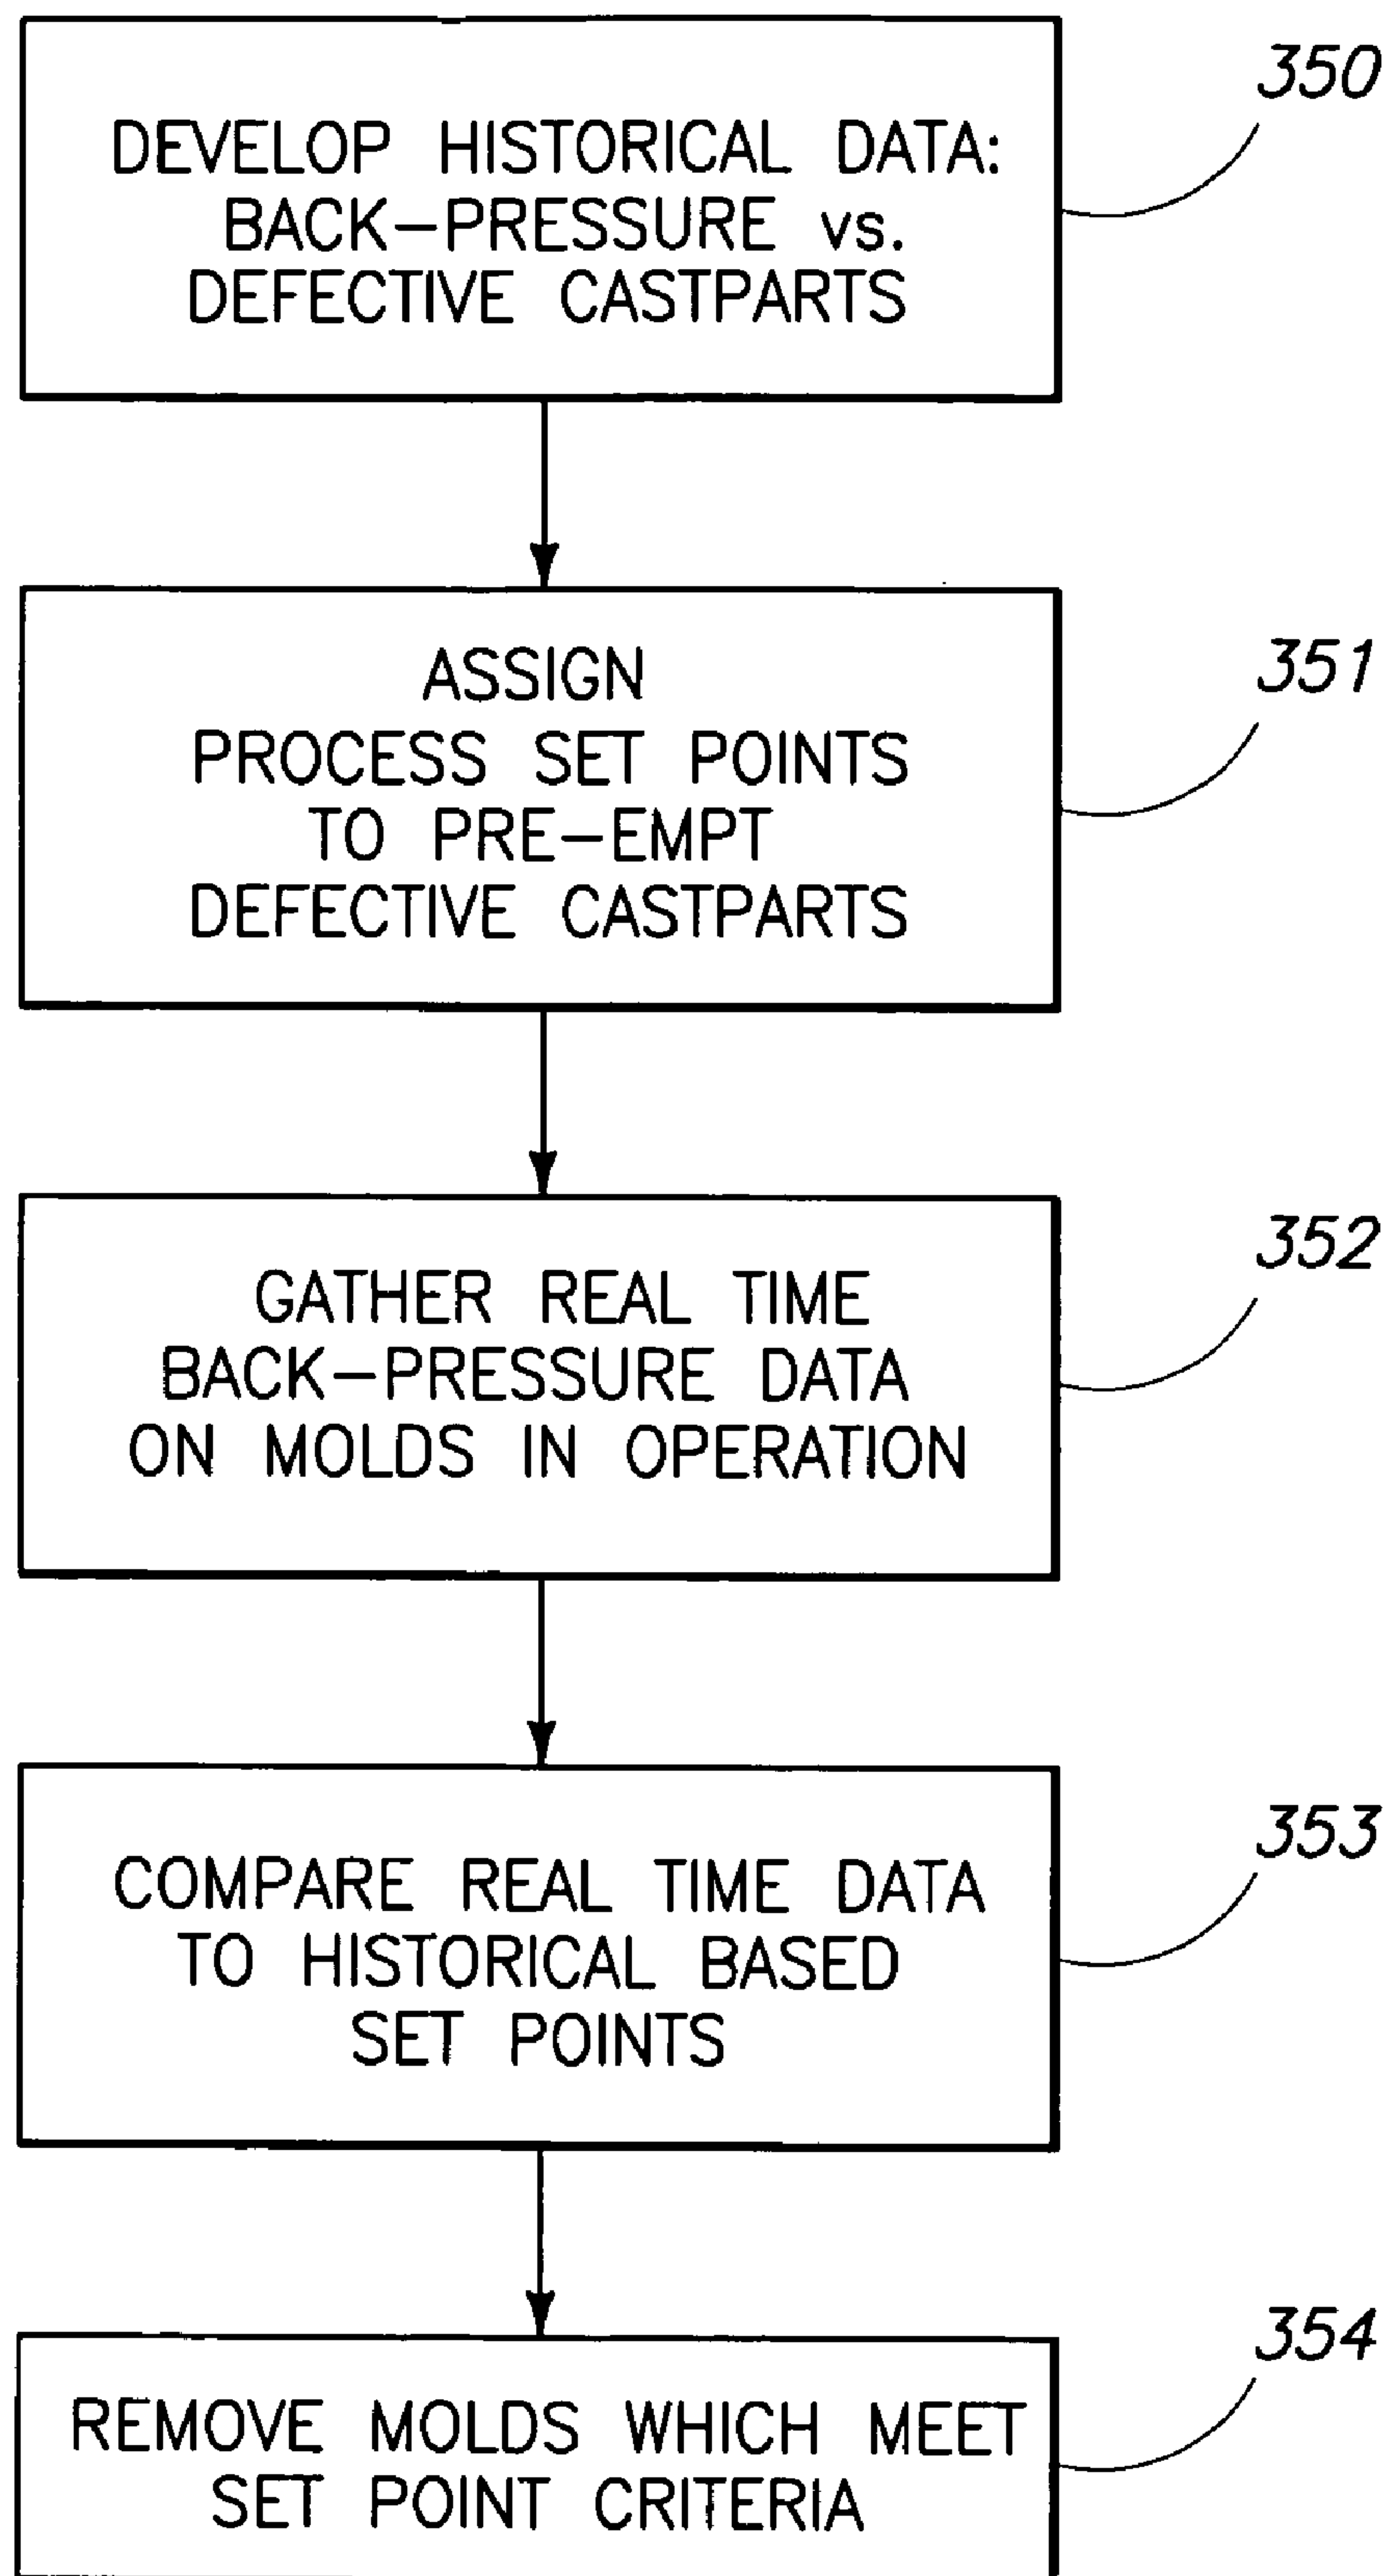 350
DEVELOP HISTORICAL DATA:
BACK-PRESSURE vs.
DEFECTIVE CASTPARTS
351
ASSIGN
PROCESS SET POINTS
TO PRE-EMPT
DEFECTIVE CASTPARTS
352
GATHER REAL TIME
BACK-PRESSURE DATA
ON MOLDS IN OPERATION
353
COMPARE REAL TIME DATA
TO HISTORICAL BASED
SET POINTS
354
REMOVE MOLDS WHICH MEET
SET POINT CRITERIA